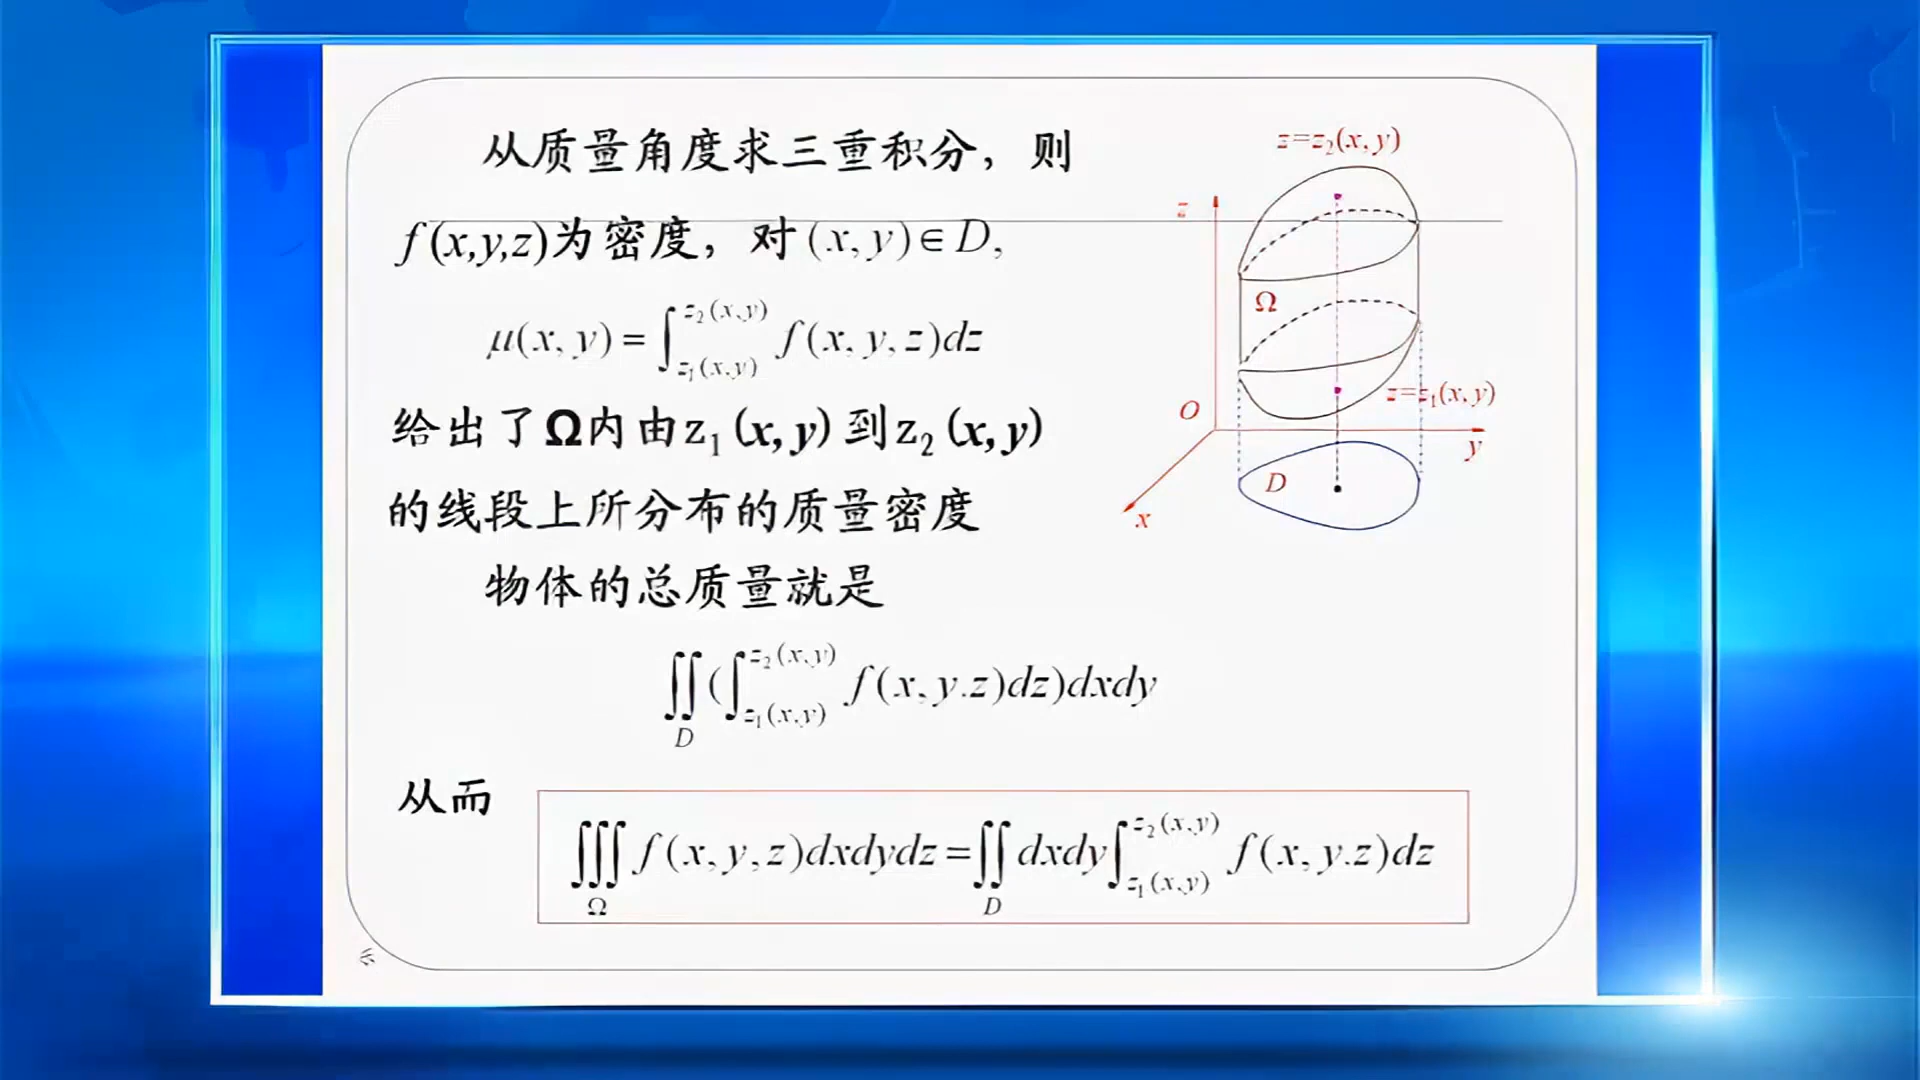 从质量角度求三重积分，则
f(x,y,z)为密度，对(x,y)∈D,
μ(x,y)=∫_{z₁(x,y)}^{z₂(x,y)} f(x,y,z)dz
给出了Ω内由z₁(x,y)到z₂(x,y)
的线段上所分布的质量密度
物体的总质量就是
∬_D (∫_{z₁(x,y)}^{z₂(x,y)} f(x,y.z)dz)dxdy
从而
∭_Ω f(x,y,z)dxdydz=∬_D dxdy∫_{z₁(x,y)}^{z₂(x,y)} f(x,y.z)dz
z=z₂(x,y)
z
Ω
z=z₁(x,y)
O
y
D
x